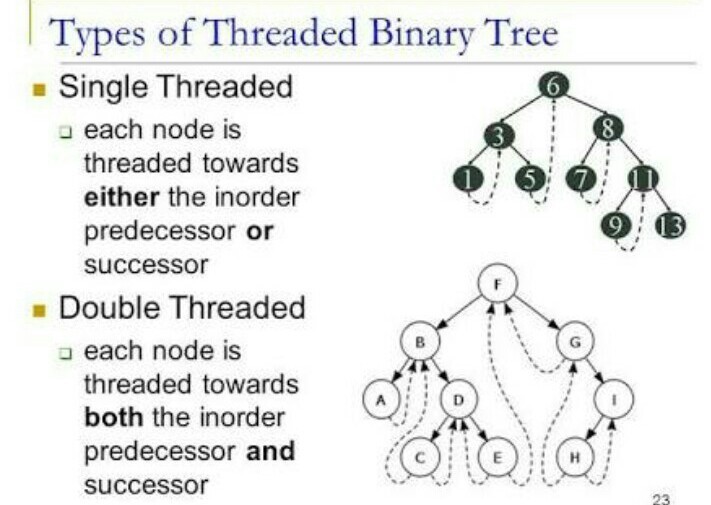 Types of Threaded Binary Tree
Single Threaded
each node is
threaded towards
either the inorder
predecessor or
successor
6
3 8
1 5 7 11
9 13
Double Threaded
each node is
threaded towards
both the inorder
predecessor and
successor
F
B G
A D I
C E H
23